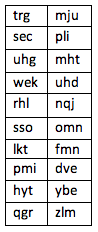 trg mju
sec pli
uhg mht
wek uhd
rhl nqj
sso omn
lkt fmn
pmi dve
hyt ybe
qgr zlm